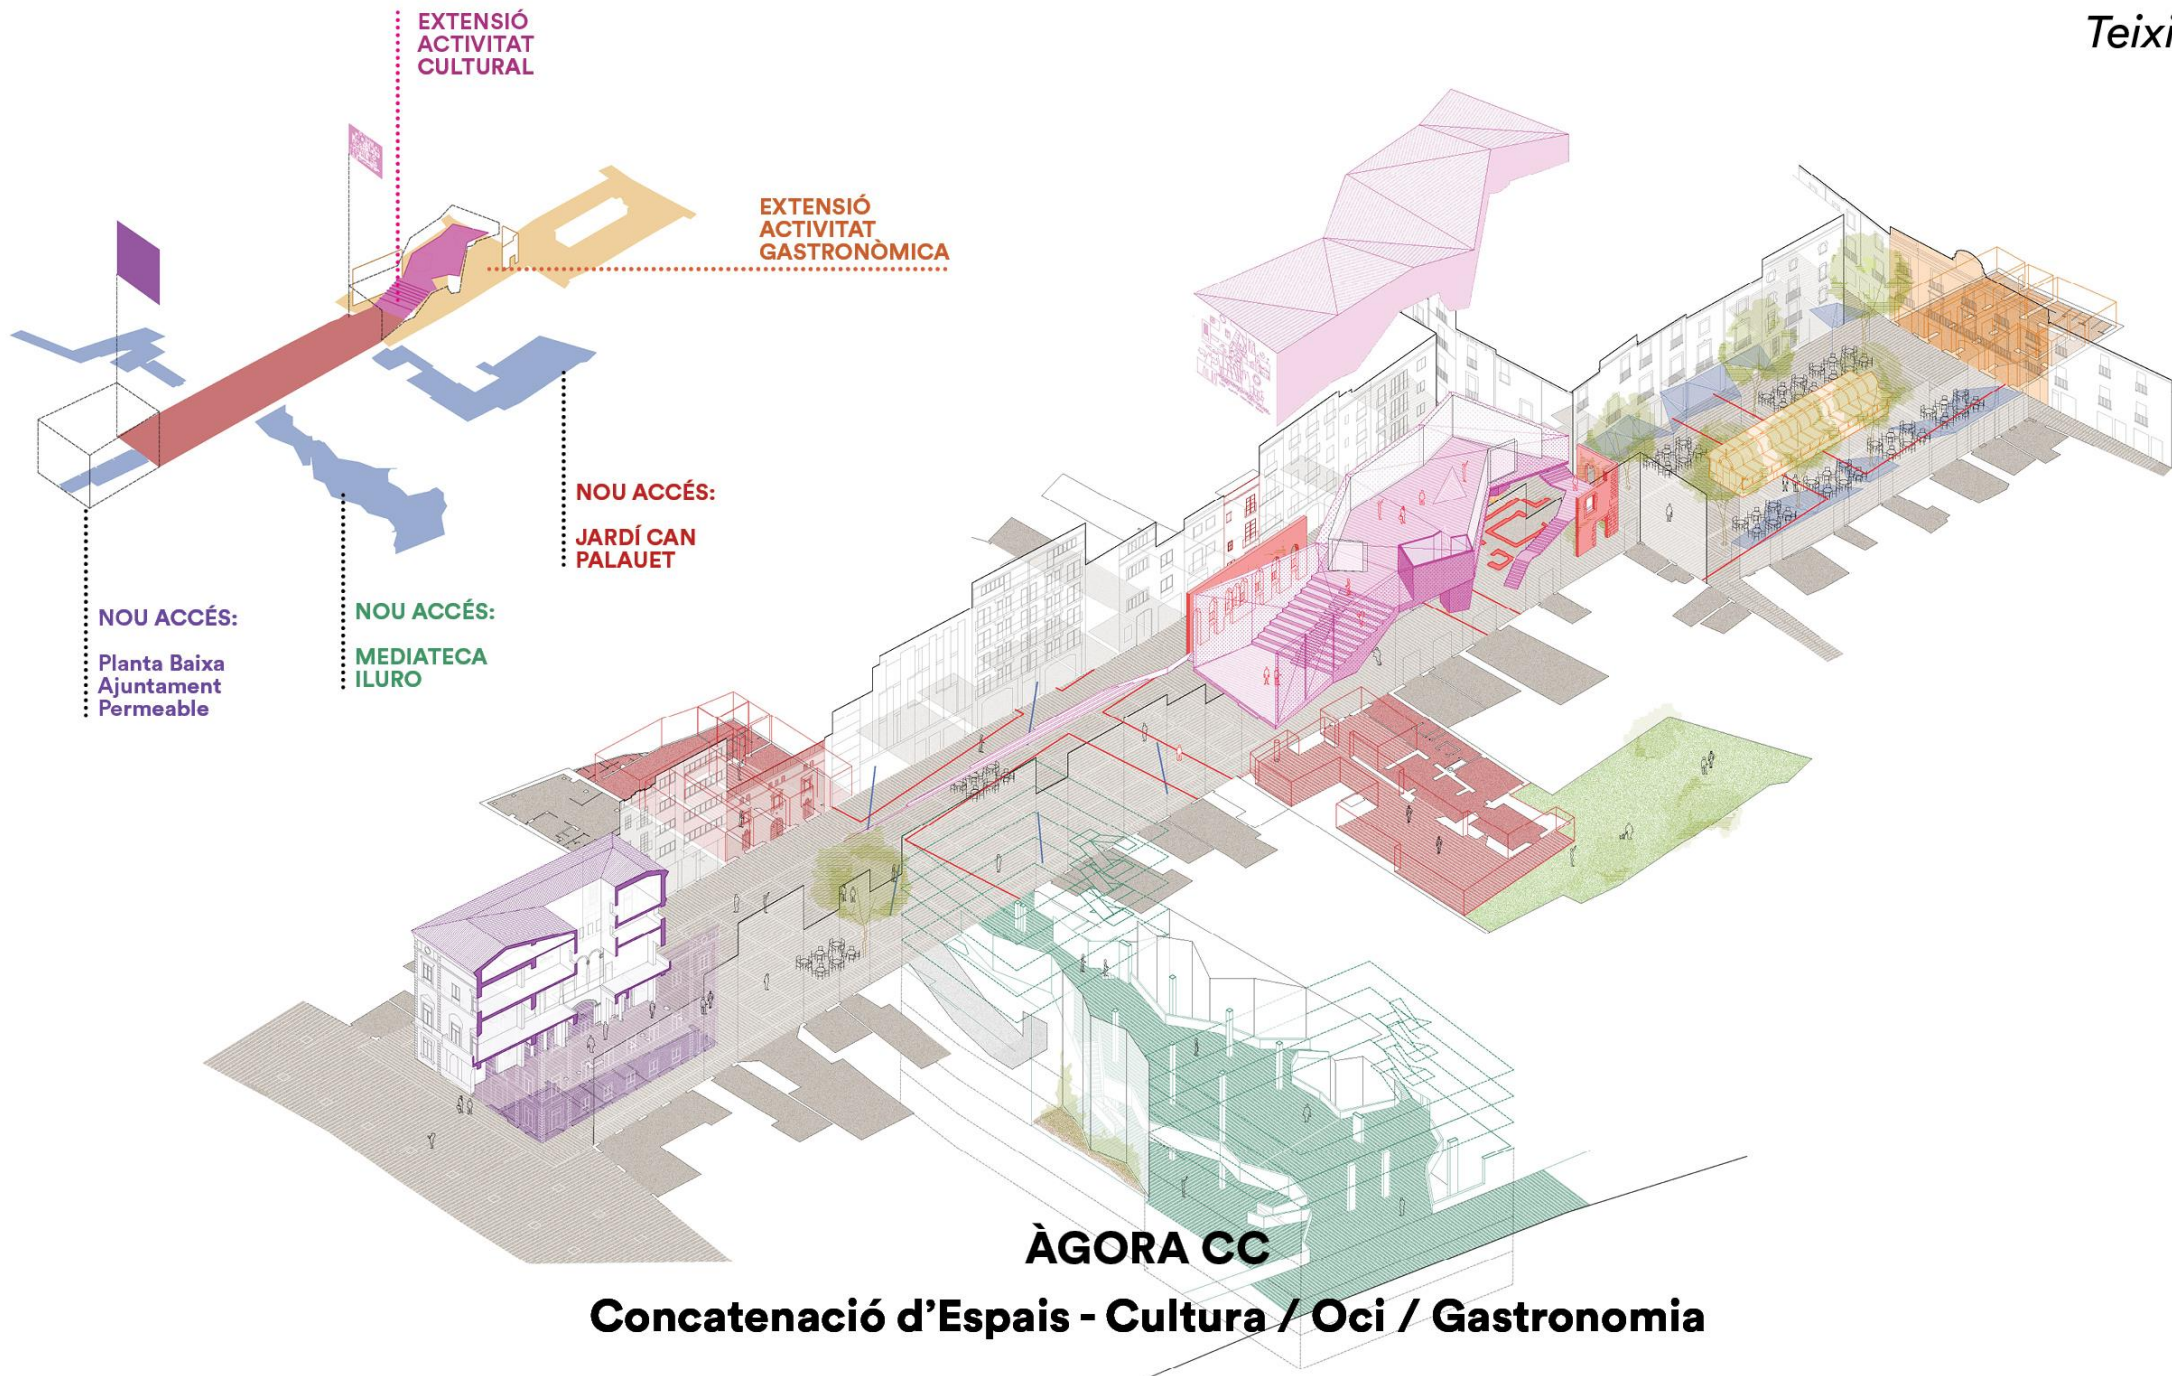 EXTENSIÓ
ACTIVITAT
CULTURAL
Teixi
EXTENSIÓ
ACTIVITAT
GASTRONÒMICA
NOU ACCÉS:
JARDÍ CAN
PALAUET
NOU ACCÉS:
MEDIATECA
ILURO
NOU ACCÉS:
Planta Baixa
Ajuntament
Permeable
ÀGORA CC
Concatenació d’Espais - Cultura / Oci / Gastronomia